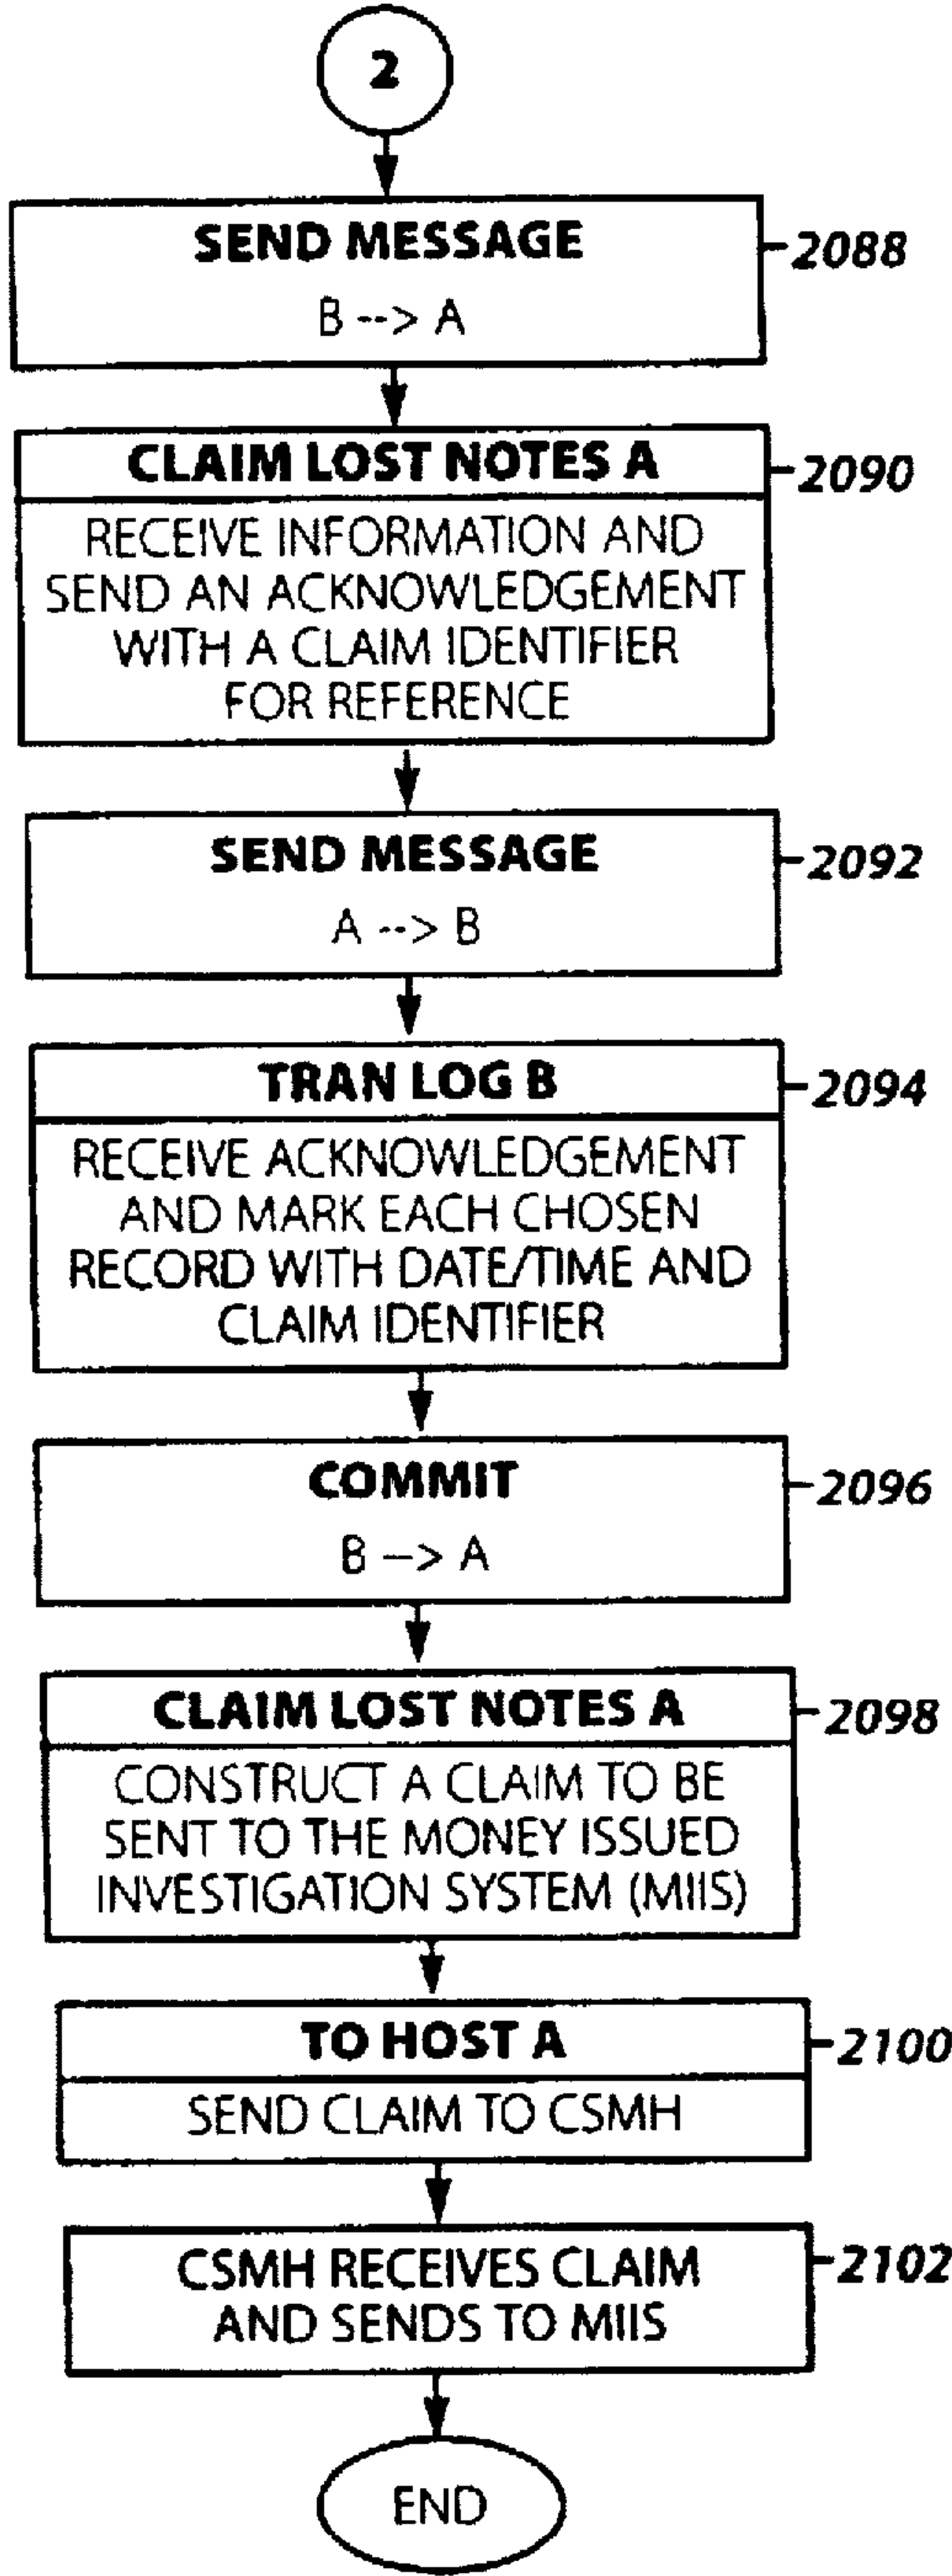 2
SEND MESSAGE
2088
B --> A
CLAIM LOST NOTES A
2090
RECEIVE INFORMATION AND
SEND AN ACKNOWLEDGEMENT
WITH A CLAIM IDENTIFIER
FOR REFERENCE
SEND MESSAGE
2092
A --> B
TRAN LOG B
2094
RECEIVE ACKNOWLEDGEMENT
AND MARK EACH CHOSEN
RECORD WITH DATE/TIME AND
CLAIM IDENTIFIER
COMMIT
2096
B --> A
CLAIM LOST NOTES A
2098
CONSTRUCT A CLAIM TO BE
SENT TO THE MONEY ISSUED
INVESTIGATION SYSTEM (MIIS)
TO HOST A
2100
SEND CLAIM TO CSMH
CSMH RECEIVES CLAIM
2102
AND SENDS TO MIIS
END